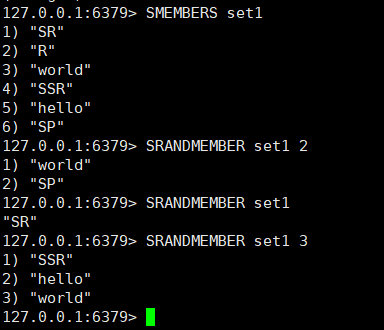 127.0.0.1:6379> SMEMBERS set1
1) "SR"
2) "R"
3) "world"
4) "SSR"
5) "hello"
6) "SP"
127.0.0.1:6379> SRANDMEMBER set1 2
1) "world"
2) "SP"
127.0.0.1:6379> SRANDMEMBER set1
"SR"
127.0.0.1:6379> SRANDMEMBER set1 3
1) "SSR"
2) "hello"
3) "world"
127.0.0.1:6379>